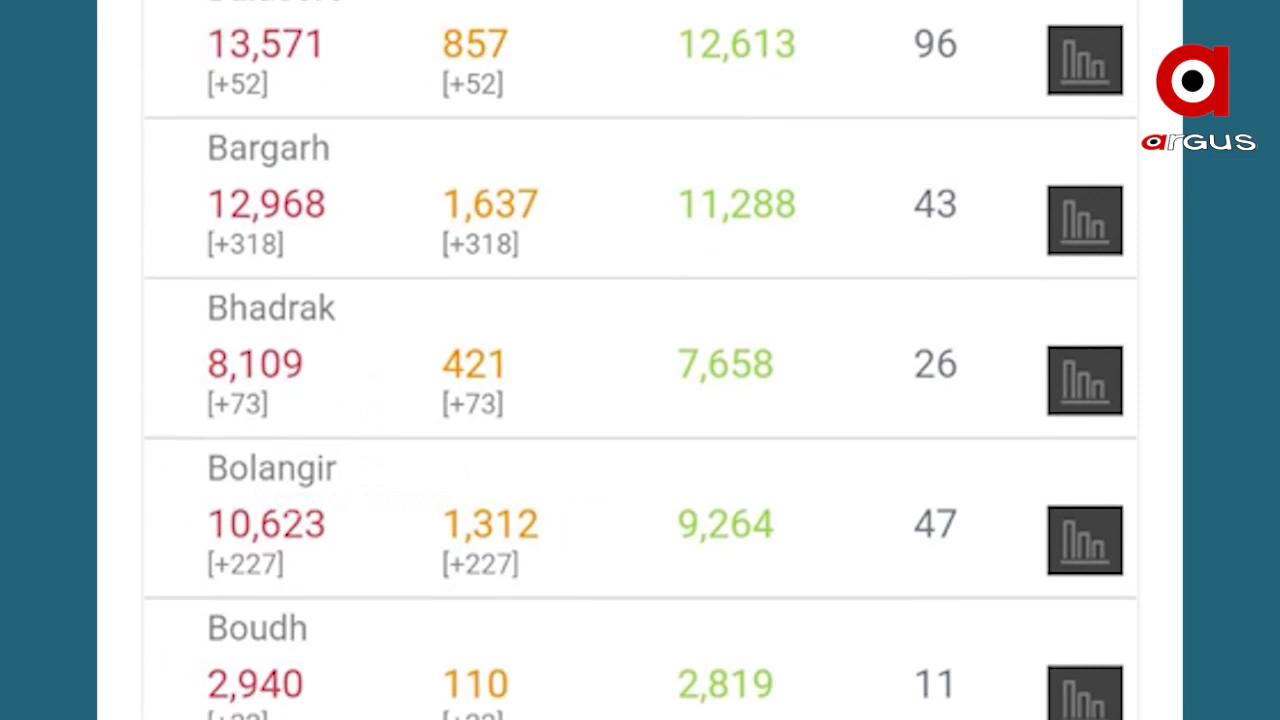 13,571 857 12,613 96
[+52] [+52]
Bargarh
12,968 1,637 11,288 43
[+318] [+318]
Bhadrak
8,109 421 7,658 26
[+73] [+73]
Bolangir
10,623 1,312 9,264 47
[+227] [+227]
Boudh
2,940 110 2,819 11
argus